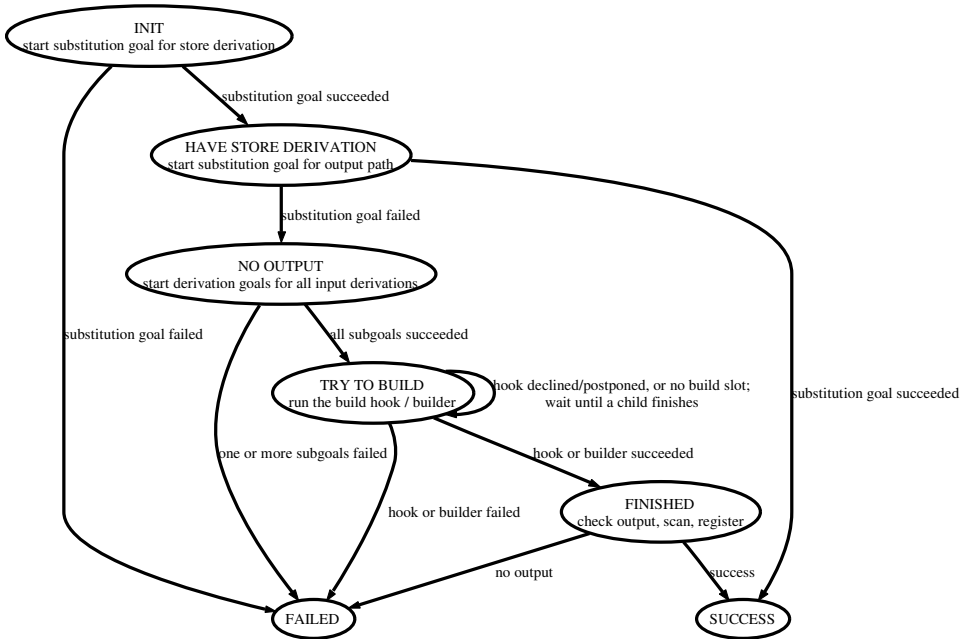 INIT
start substitution goal for store derivation
substitution goal succeeded
HAVE STORE DERIVATION
start substitution goal for output path
substitution goal failed
NO OUTPUT
start derivation goals for all input derivations
substitution goal failed
all subgoals succeeded
TRY TO BUILD
run the build hook / builder
hook declined/postponed, or no build slot;
wait until a child finishes
substitution goal succeeded
one or more subgoals failed
hook or builder succeeded
hook or builder failed
FINISHED
check output, scan, register
no output
success
FAILED
SUCCESS